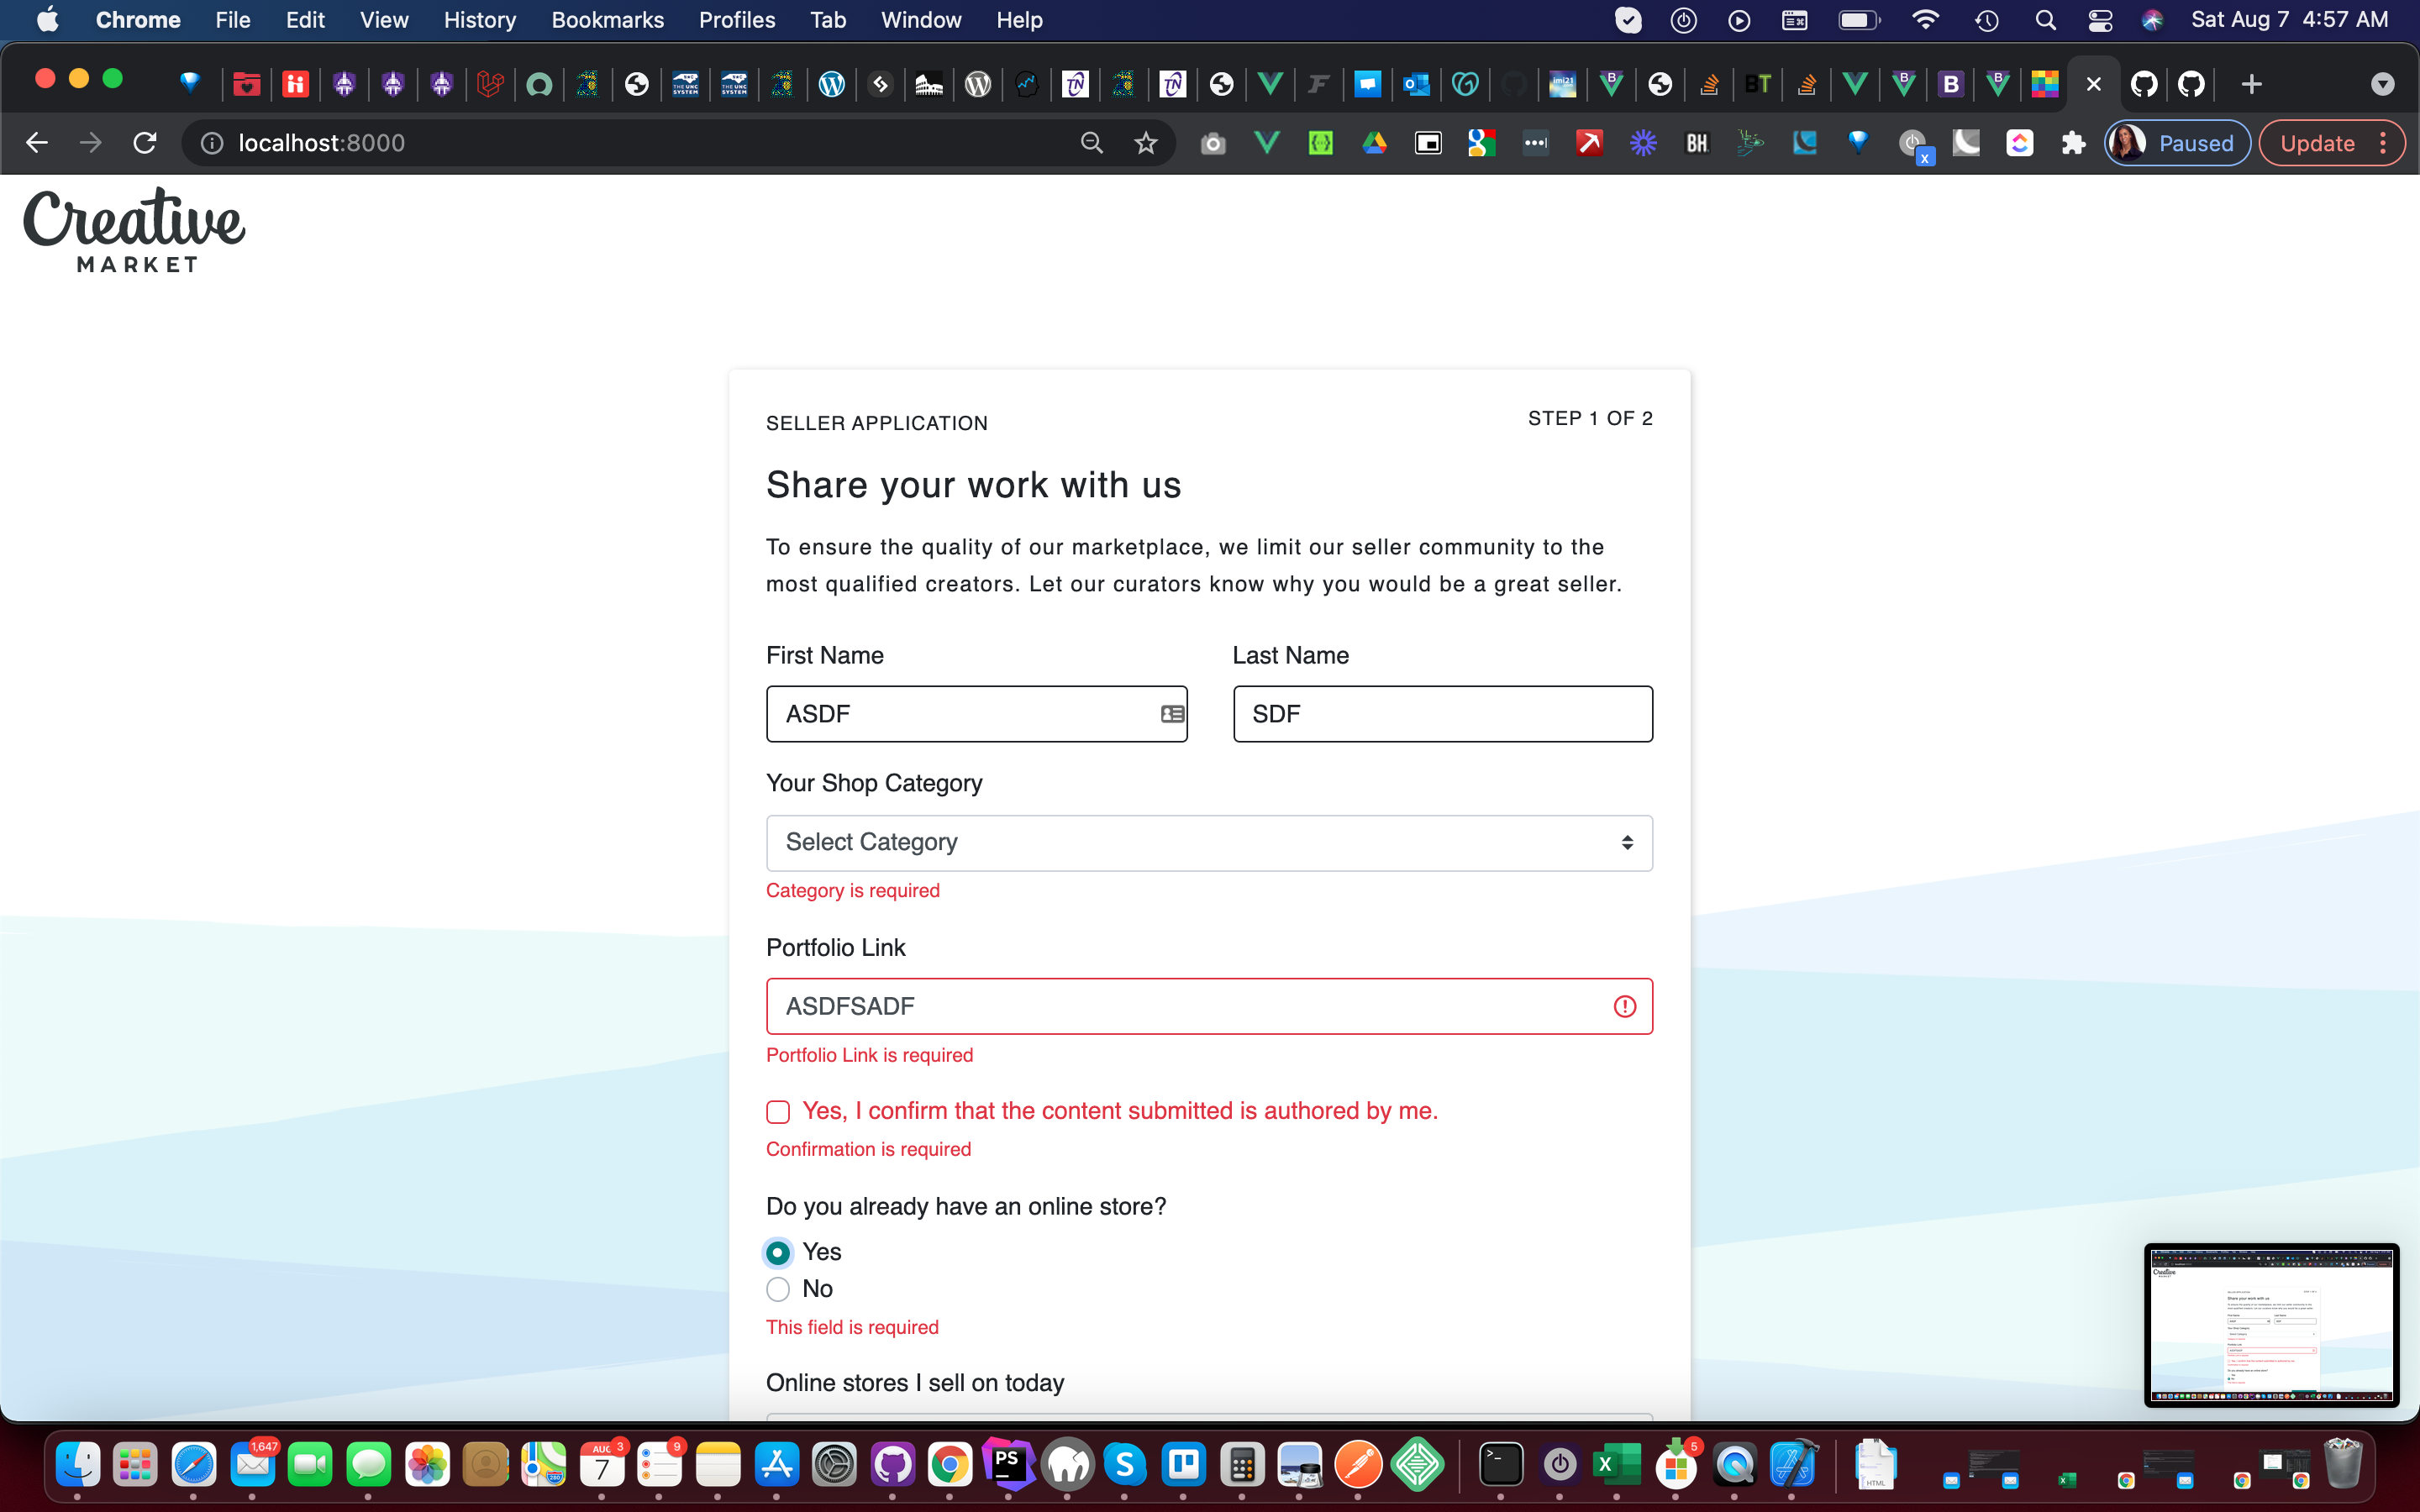 Chrome File Edit View History Bookmarks Profiles Tab Window Help Sat Aug 7 4:57 AM
localhost:8000 Paused Update
Creative
MARKET
SELLER APPLICATION STEP 1 OF 2
Share your work with us
To ensure the quality of our marketplace, we limit our seller community to the
most qualified creators. Let our curators know why you would be a great seller.
First Name Last Name
ASDF SDF
Your Shop Category
Select Category
Category is required
Portfolio Link
ASDFSADF
Portfolio Link is required
Yes, I confirm that the content submitted is authored by me.
Confirmation is required
Do you already have an online store?
Yes
No
This field is required
Online stores I sell on today
1,647 AUG 7 3 9 PS 5 HTML